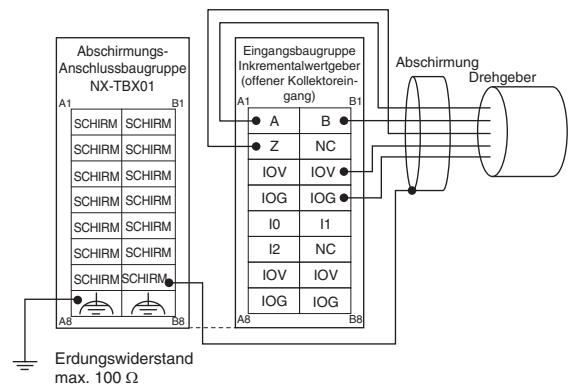 Abschirmungs-
Anschlussbaugruppe
NX-TBX01
A1 B1
SCHIRM SCHIRM
SCHIRM SCHIRM
SCHIRM SCHIRM
SCHIRM SCHIRM
SCHIRM SCHIRM
SCHIRM SCHIRM
SCHIRM SCHIRM
A8 B8
Erdungswiderstand
max. 100 Ω
Eingangsbaugruppe
Inkrementalwertgeber
(offener Kollektorein-
gang)
A1 B1
A B
Z NC
IOV IOV
IOG IOG
I0 I1
I2 NC
IOV IOV
IOG IOG
A8 B8
Abschirmung
Drehgeber